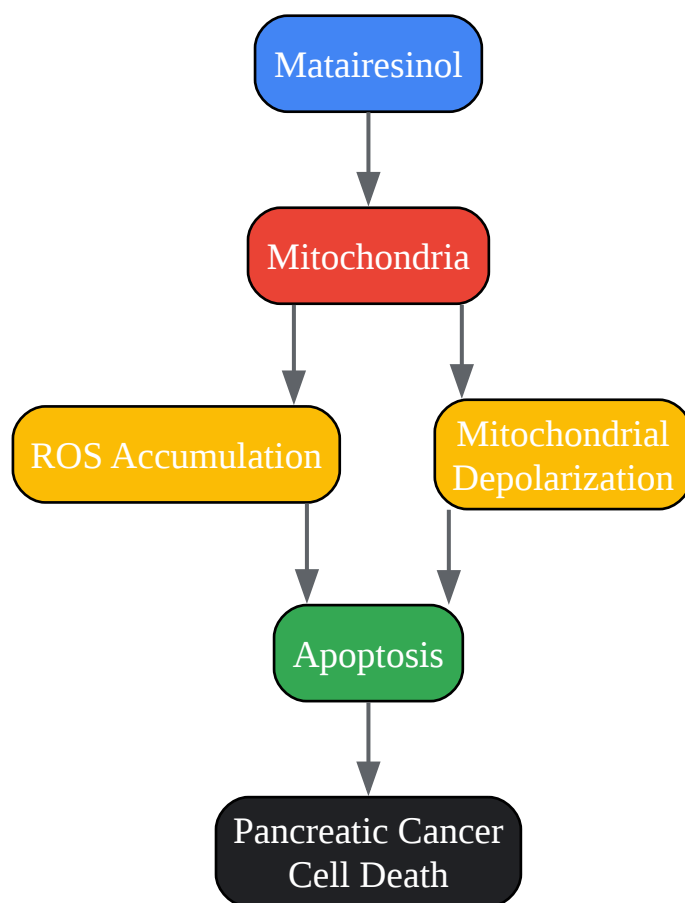 Matairesinol
Mitochondria
ROS Accumulation
Mitochondrial
Depolarization
Apoptosis
Pancreatic Cancer
Cell Death